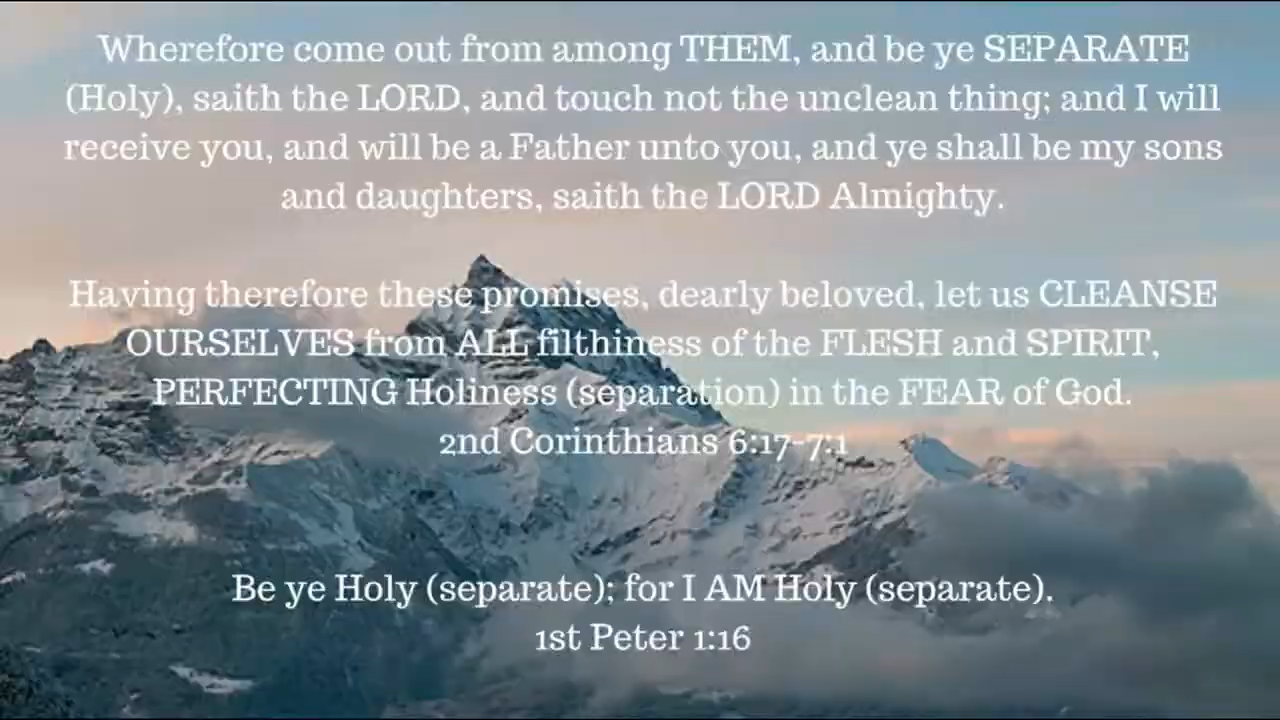 Wherefore come out from among THEM, and be ye SEPARATE
(Holy), saith the LORD, and touch not the unclean thing; and I will
receive you, and will be a Father unto you, and ye shall be my sons
and daughters, saith the LORD Almighty.
Having therefore these promises, dearly beloved, let us CLEANSE
OURSELVES from ALL filthiness of the FLESH and SPIRIT,
PERFECTING Holiness (separation) in the FEAR of God.
2nd Corinthians 6:17-7:1
Be ye Holy (separate); for I AM Holy (separate).
1st Peter 1:16